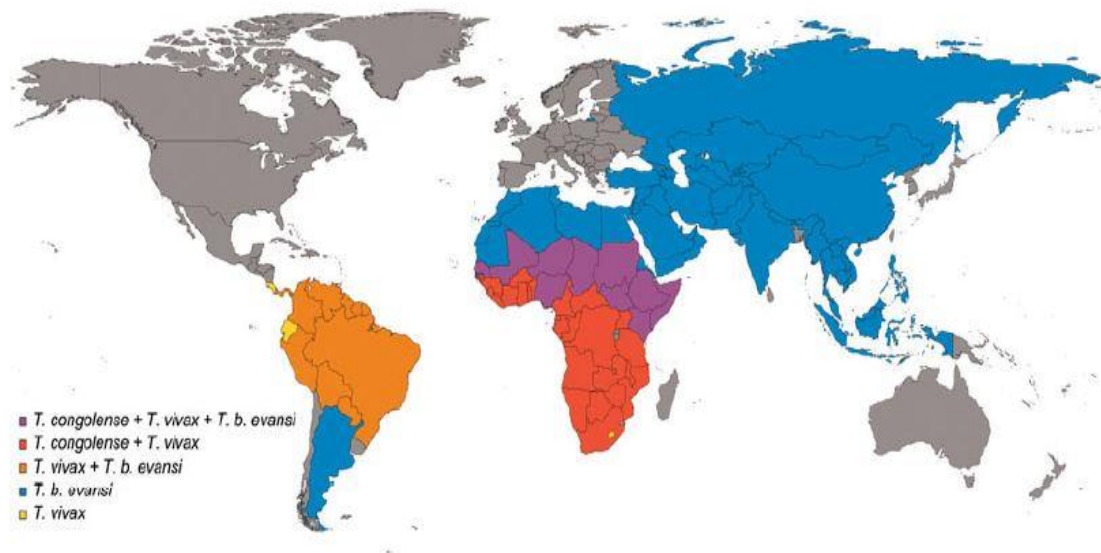 T. congolense + T. vivax + T. b. evansi
T. congolense + T. vivax
T. vivax + T. b. evansi
T. b. evansi
T. vivax